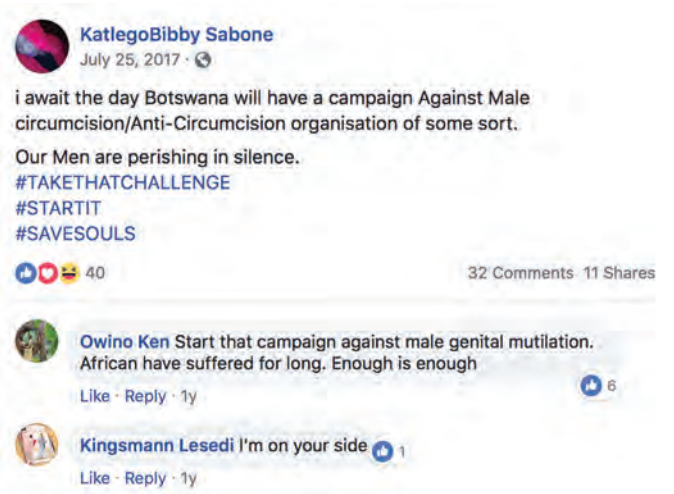 KatlegoBibby Sabone
July 25, 2017 ·
i await the day Botswana will have a campaign Against Male
circumcision/Anti-Circumcision organisation of some sort.
Our Men are perishing in silence.
#TAKETHATCHALLENGE
#STARTIT
#SAVESOULS
40 32 Comments 11 Shares
Owino Ken Start that campaign against male genital mutilation.
African have suffered for long. Enough is enough
6
Like · Reply · 1y
Kingsmann Lesedi I'm on your side 1
Like · Reply · 1y